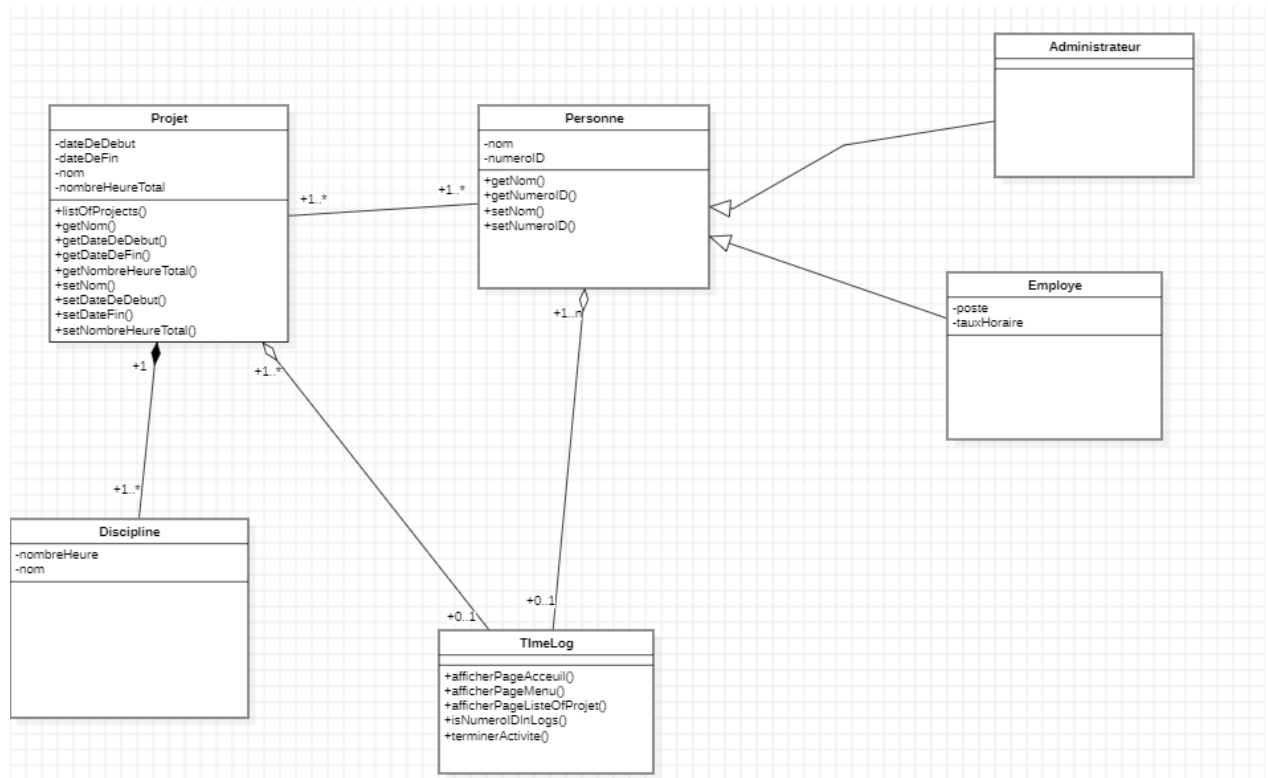 Administrateur
Projet
-dateDeDebut
-dateDeFin
-nom
-nombreHeureTotal
+listOfProjects()
+getNom()
+getDateDeDebut()
+getDateDeFin()
+getNombreHeureTotal()
+setNom()
+setDateDeDebut()
+setDateFin()
+setNombreHeureTotal()
+1..*
+1..*
Personne
-nom
-numeroID
+getNom()
+getNumeroID()
+setNom()
+setNumeroID()
Employe
-poste
-tauxHoraire
+1
+1..*
+1..n
+1..*
Discipline
-nombreHeure
-nom
+0..1
+0..1
TImeLog
+afficherPageAcceuil()
+afficherPageMenu()
+afficherPageListeOfProjet()
+isNumeroIDInLogs()
+terminerActivite()